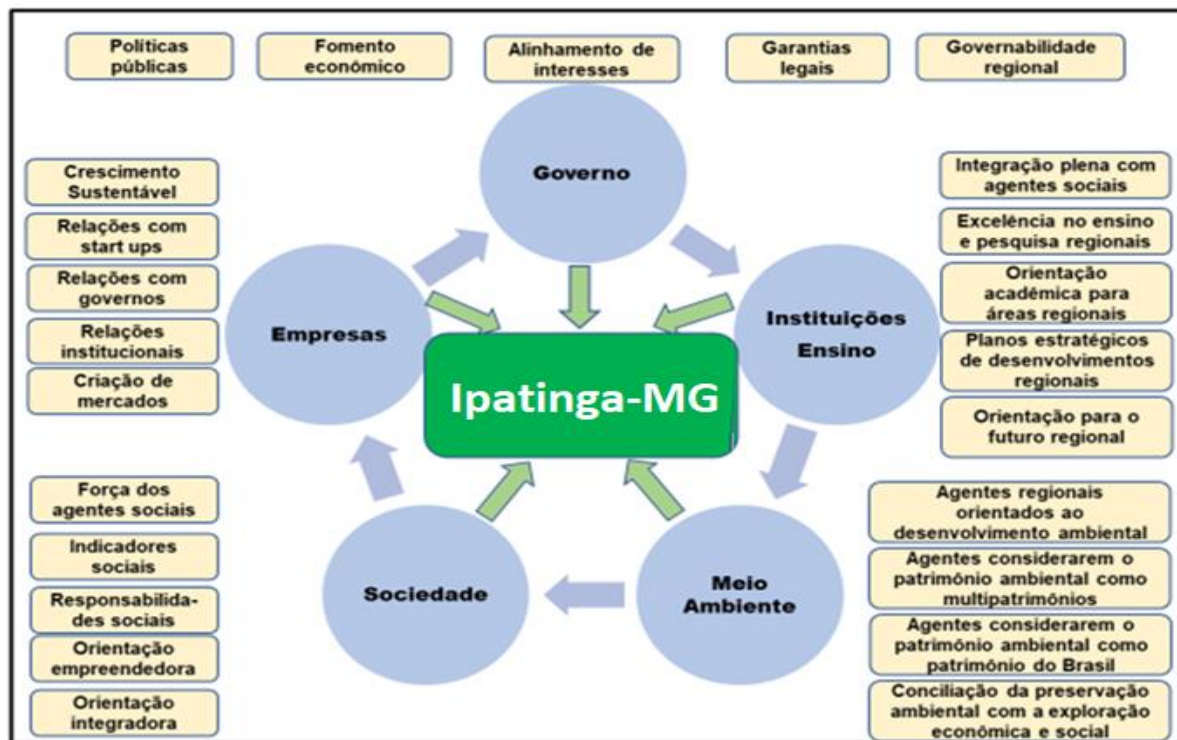 Políticas
públicas
Fomento
econômico
Alinhamento de
interesses
Garantias
legais
Governabilidade
regional
Governo
Crescimento
Sustentável
Relações com
start ups
Relações com
governos
Relações
institucionais
Criação de
mercados
Empresas
Instituições
Ensino
Integração plena com
agentes sociais
Excelência no ensino
e pesquisa regionais
Orientação
acadêmica para
áreas regionais
Planos estratégicos
de desenvolvimentos
regionais
Orientação para o
futuro regional
Ipatinga-MG
Força dos
agentes sociais
Indicadores
sociais
Responsabilida-
des sociais
Orientação
empreendedora
Orientação
integradora
Sociedade
Meio
Ambiente
Agentes regionais
orientados ao
desenvolvimento ambiental
Agentes considerarem o
patrimônio ambiental como
multipatrimônios
Agentes considerarem o
patrimônio ambiental como
patrimônio do Brasil
Conciliação da preservação
ambiental com a exploração
econômica e social